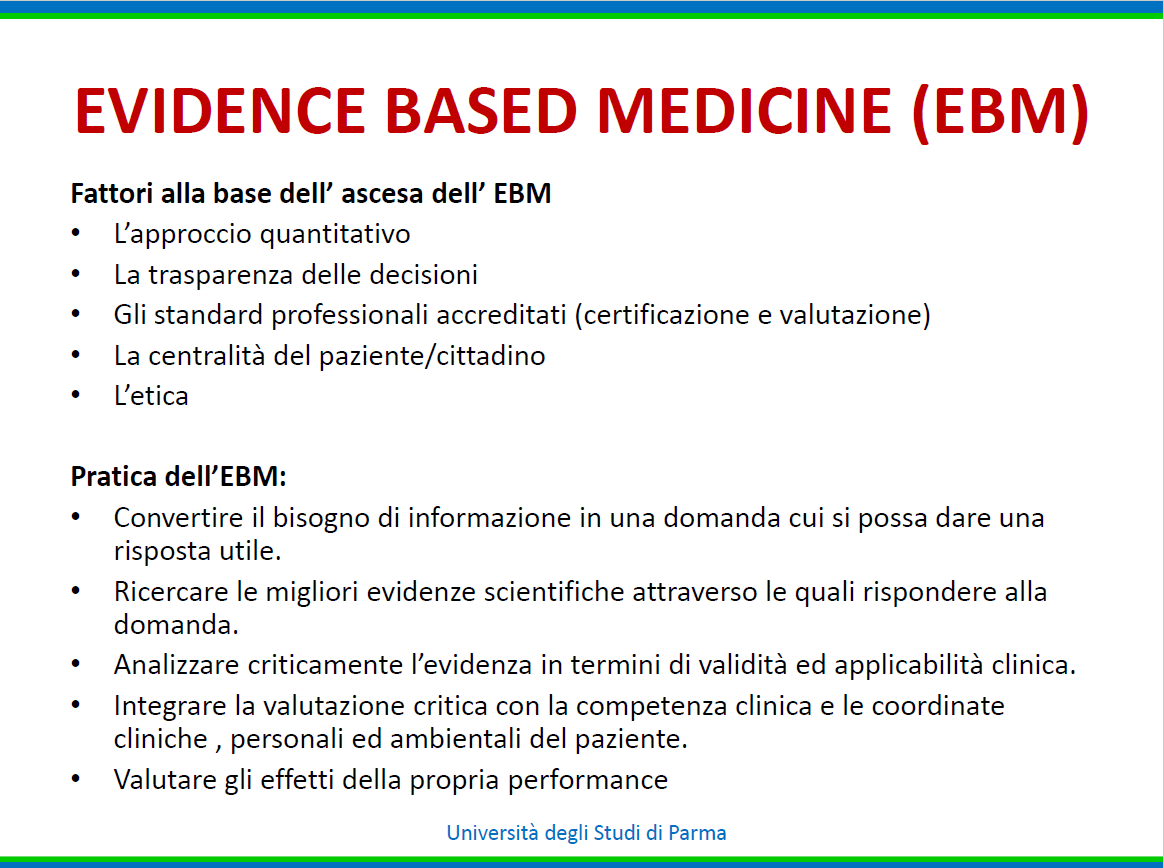 EVIDENCE BASED MEDICINE (EBM)
Fattori alla base dell’ ascesa dell’ EBM
• L’approccio quantitativo
• La trasparenza delle decisioni
• Gli standard professionali accreditati (certificazione e valutazione)
• La centralità del paziente/cittadino
• L’etica
Pratica dell’EBM:
• Convertire il bisogno di informazione in una domanda cui si possa dare una
risposta utile.
• Ricercare le migliori evidenze scientifiche attraverso le quali rispondere alla
domanda.
• Analizzare criticamente l’evidenza in termini di validità ed applicabilità clinica.
• Integrare la valutazione critica con la competenza clinica e le coordinate
cliniche , personali ed ambientali del paziente.
• Valutare gli effetti della propria performance
Università degli Studi di Parma